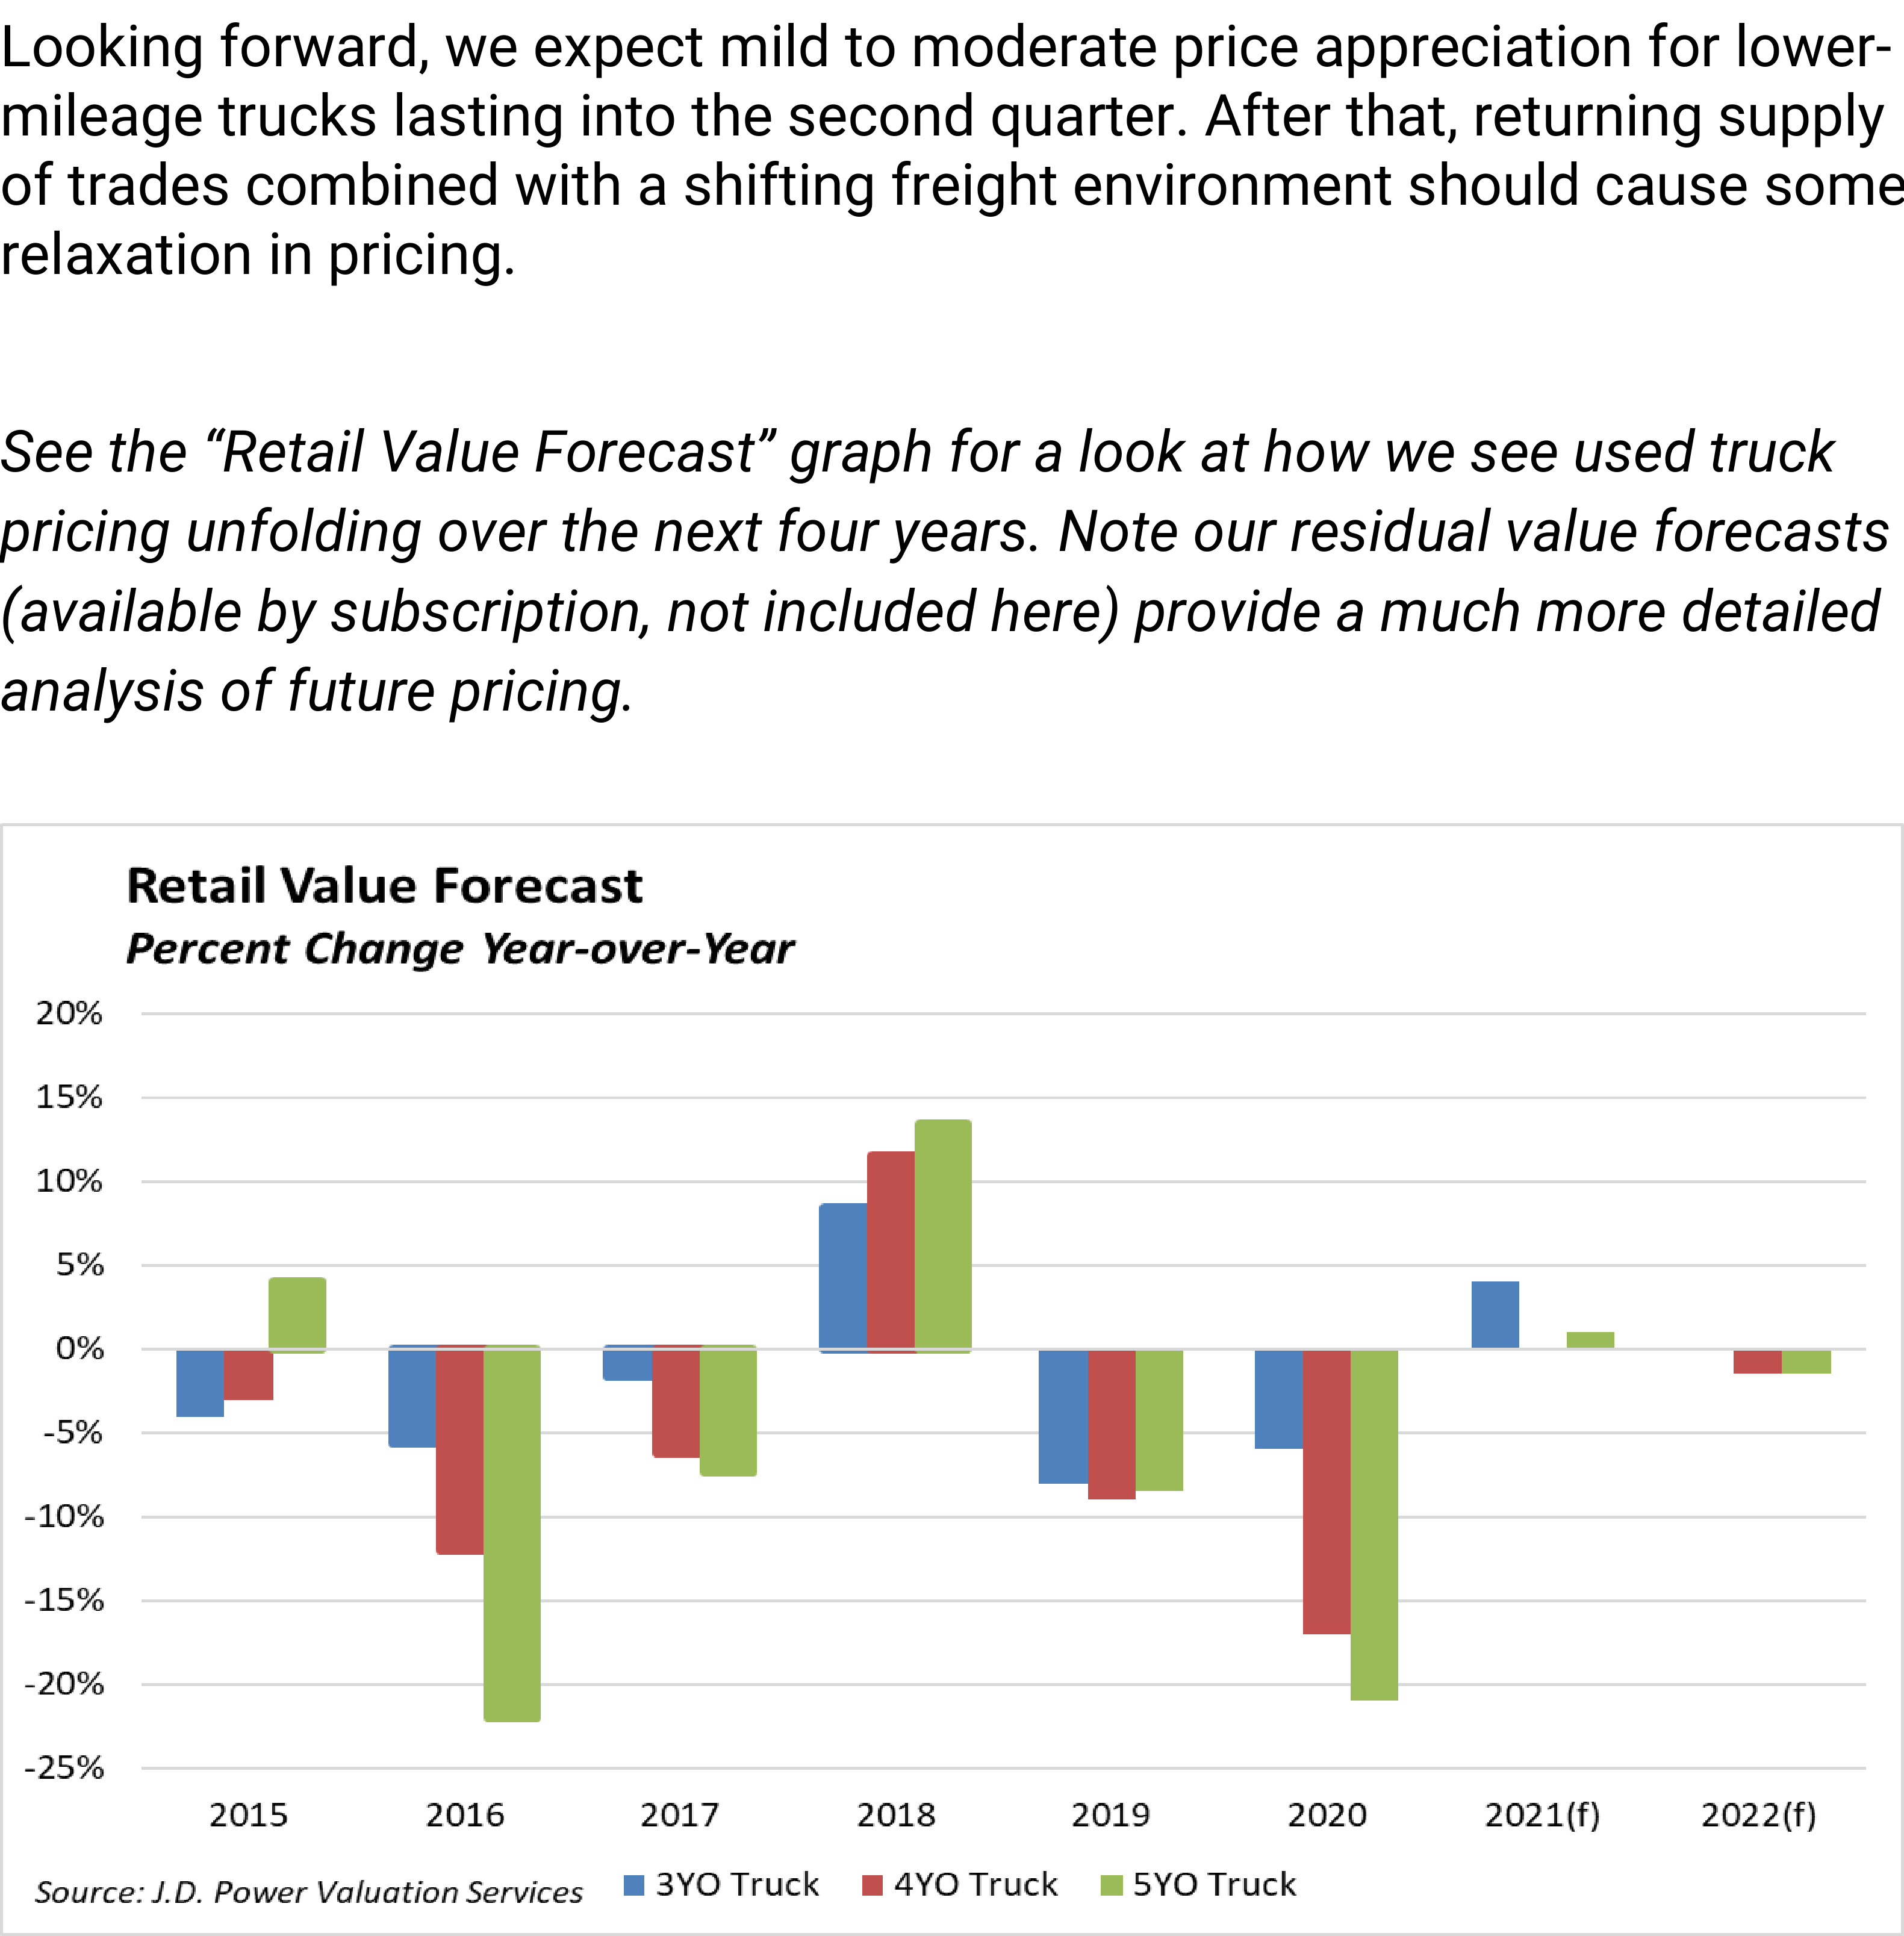 Looking forward, we expect mild to moderate price appreciation for lower-
mileage trucks lasting into the second quarter. After that, returning supply
of trades combined with a shifting freight environment should cause some
relaxation in pricing.
See the “Retail Value Forecast” graph for a look at how we see used truck
pricing unfolding over the next four years. Note our residual value forecasts
(available by subscription, not included here) provide a much more detailed
analysis of future pricing.
Retail Value Forecast
Percent Change Year-over-Year
20%
15%
10%
5%
0%
-5%
-10%
-15%
-20%
-25%
2015 2016 2017 2018 2019 2020 2021(f) 2022(f)
Source: J.D. Power Valuation Services 3YO Truck 4YO Truck 5YO Truck